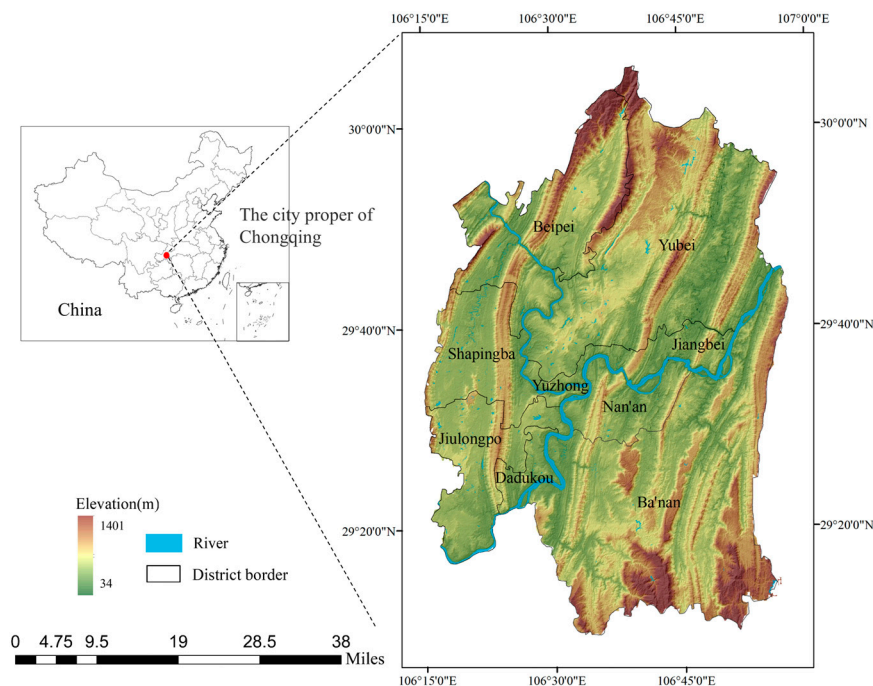 106°15'0"E 106°30'0"E 106°45'0"E 107°0'0"E
30°0'0"N
30°0'0"N
The city proper of
Chongqing
China
Beipei
Yubei
29°40'0"N
29°40'0"N
Shapingba
Jiangbei
Yuzhong
Nan'an
Jiulongpo
Dadukou
Ba'nan
29°20'0"N
29°20'0"N
Elevation(m)
1401
34
River
District border
0 4.75 9.5 19 28.5 38
Miles
106°15'0"E 106°30'0"E 106°45'0"E